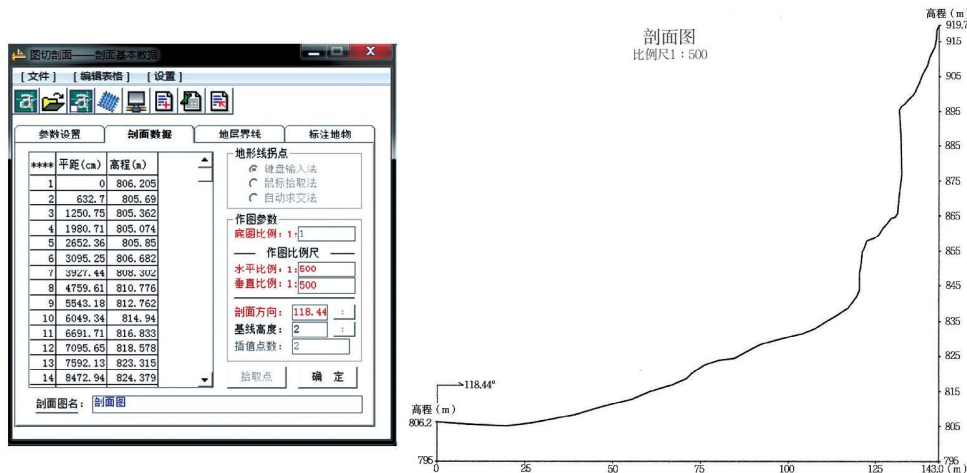 图切剖面——剖面基本数据
[文件] [编辑表格] [设置]
参数设置 剖面数据 地层界线 标注地物
**** 平距(cm) 高程(m)
1 0 806.205
2 632.7 805.69
3 1250.75 805.362
4 1980.71 805.074
5 2652.36 805.85
6 3095.25 806.682
7 3927.44 808.302
8 4759.61 810.776
9 5543.18 812.762
10 6049.34 814.94
11 6691.71 816.833
12 7095.65 818.578
13 7592.13 823.315
14 8472.94 824.379
地形线拐点
键盘输入法
鼠标拾取法
自动求交法
作图参数
底图比例: 1:1
作图比例尺
水平比例: 1:500
垂直比例: 1:500
剖面方向: 118.44 :
基线高度: 2 :
插值点数: 2
拾取点 确 定
剖面图名: 剖面图
剖面图
比例尺1:500
高程(m)
919.7
915
895
875
865
855
845
835
825
815
805
795
118.44°
高程(m)
806.2
795
0 25 50 75 100 125 143.0(m)